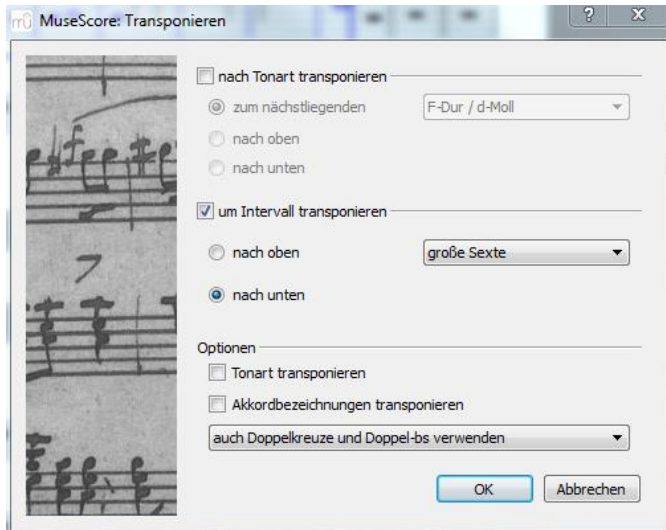 MuseScore: Transponieren
nach Tonart transponieren
zum nächstliegenden F-Dur / d-Moll
nach oben
nach unten
um Intervall transponieren
nach oben große Sexte
nach unten
Optionen
Tonart transponieren
Akkordbezeichnungen transponieren
auch Doppelkreuze und Doppel-bs verwenden
OK Abbrechen